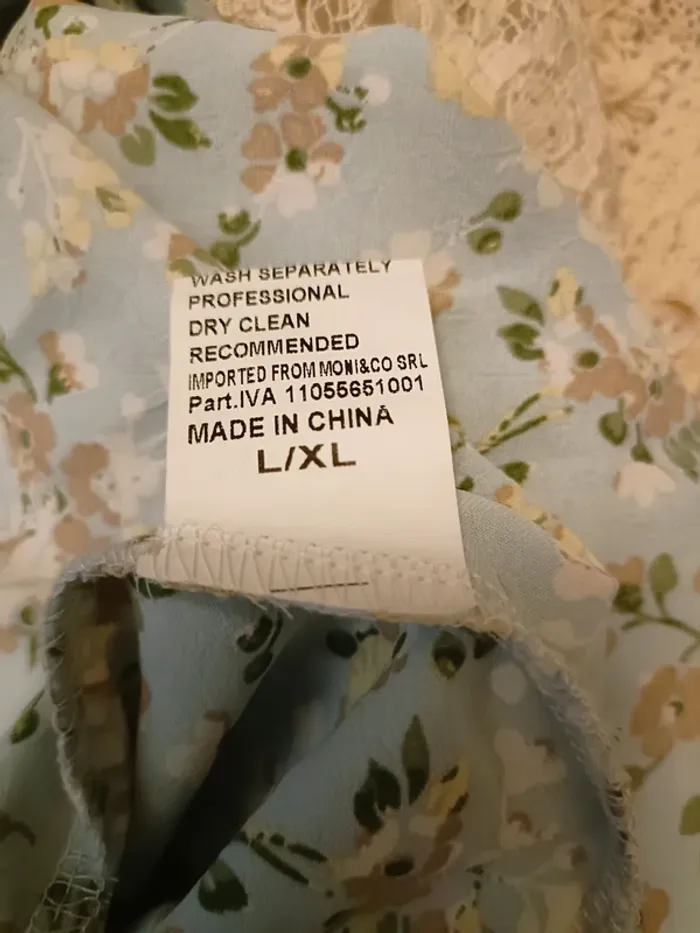 WASH SEPARATELY
PROFESSIONAL
DRY CLEAN
RECOMMENDED
IMPORTED FROM MONI&CO SRL
Part.IVA 11055651001
MADE IN CHINA
L/XL